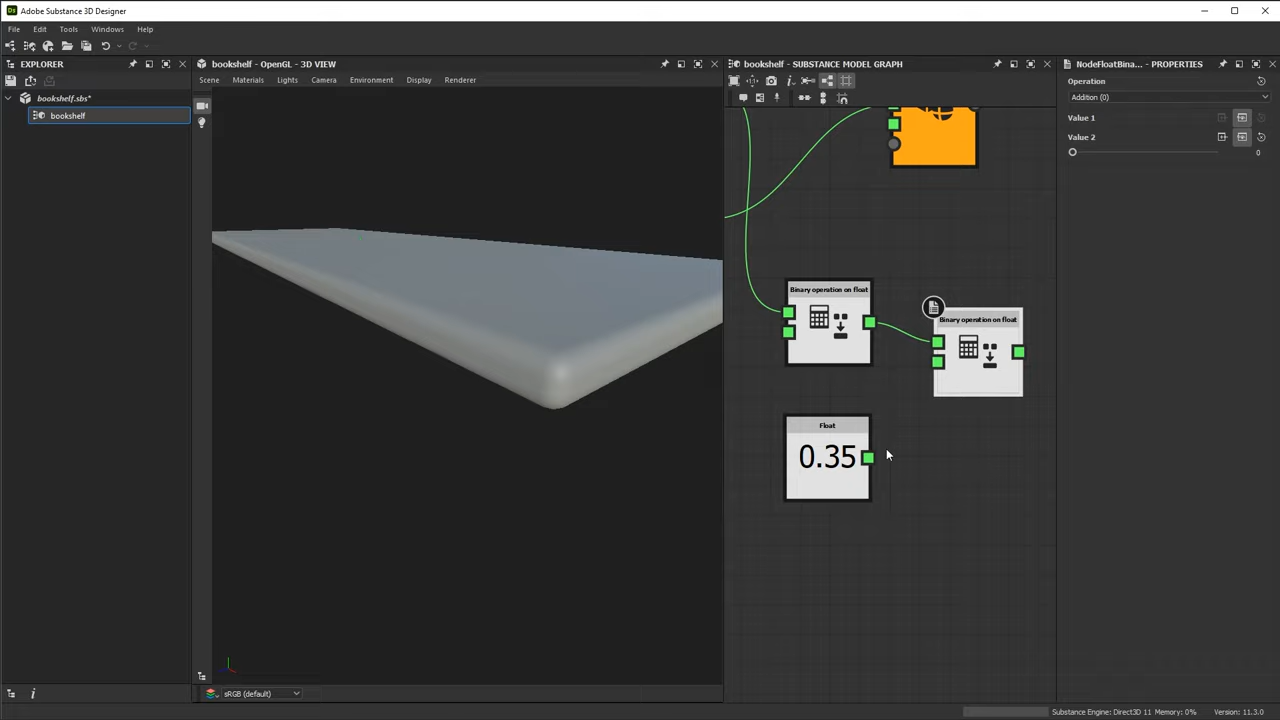 Ds Adobe Substance 3D Designer
File Edit Tools Windows Help
EXPLORER
bookshelf.sbs*
bookshelf
bookshelf - OpenGL - 3D VIEW
Scene Materials Lights Camera Environment Display Renderer
sRGB (default)
bookshelf - SUBSTANCE MODEL GRAPH
Binary operation on float
Binary operation on float
Float
0.35
NodeFloatBina... - PROPERTIES
Operation
Addition (0)
Value 1
Value 2
0
Substance Engine: Direct3D 11 Memory: 0%
Version: 11.3.0